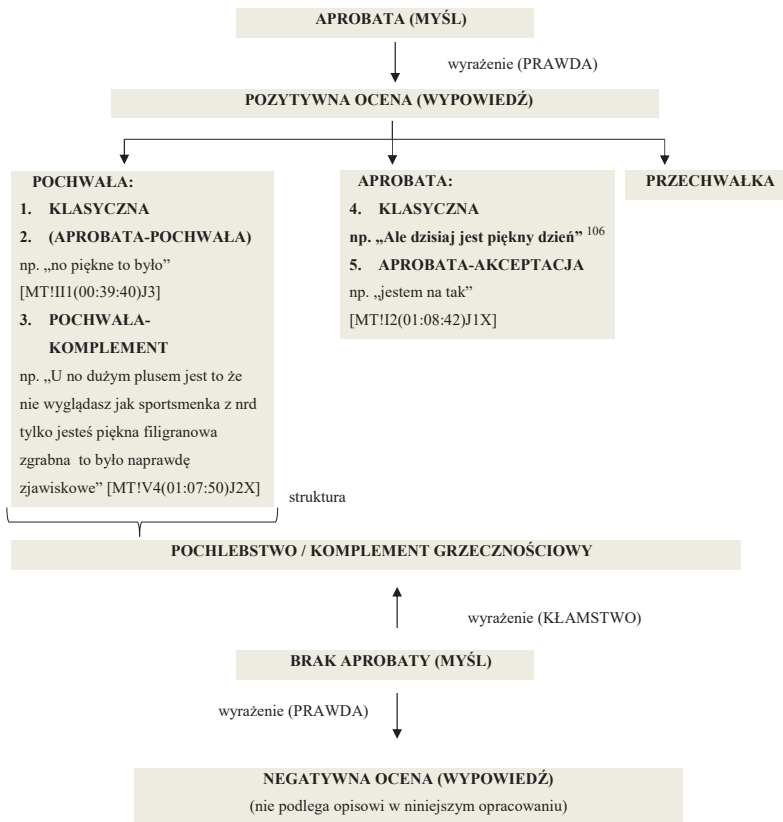 APROBATA (MYŚL)
wyrażenie (PRAWDA)
POZYTYWNA OCENA (WYPOWIEDŹ)
POCHWAŁA:
1. KLASYCZNA
2. (APROBATA-POCHWAŁA)
np. „no piękne to było”
[MT!II1(00:39:40)J3]
3. POCHWAŁA-
KOMPLEMENT
np. „U no dużym plusem jest to że
nie wyglądasz jak sportsmenka z nrd
tylko jesteś piękna filigranowa
zgrabna to było naprawdę
zjawiskowe” [MT!V4(01:07:50)J2X]
APROBATA:
4. KLASYCZNA
np. „Ale dzisiaj jest piękny dzień” 106
5. APROBATA-AKCEPTACJA
np. „jestem na tak”
[MT!I2(01:08:42)J1X]
PRZECHWAŁKA
struktura
POCHLEBSTWO / KOMPLEMENT GRZECZNOŚCIOWY
wyrażenie (KŁAMSTWO)
BRAK APROBATY (MYŚL)
wyrażenie (PRAWDA)
NEGATYWNA OCENA (WYPOWIEDŹ)
(nie podlega opisowi w niniejszym opracowaniu)